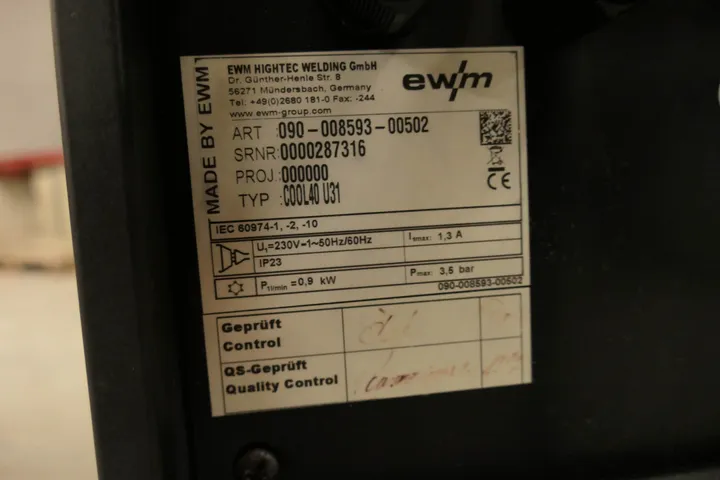 MADE BY EWM
EWM HIGHTEC WELDING GmbH
Dr. Günther-Henle Str. 8
56271 Mündersbach, Germany
Tel: +49(0)2680 181-0 Fax: -244
www.ewm-group.com
ewm
ART :090-008593-00502
SRNR:0000287316
PROJ:000000
TYP :COOL40 U31
CE
IEC 60974-1, -2, -10
U₁=230V-1~50Hz/60Hz
I₁max: 1,3 A
IP23
P1l/min =0,9 kW
Pmax: 3,5 bar
090-008593-00502
Geprüft
Control
QS-Geprüft
Quality Control